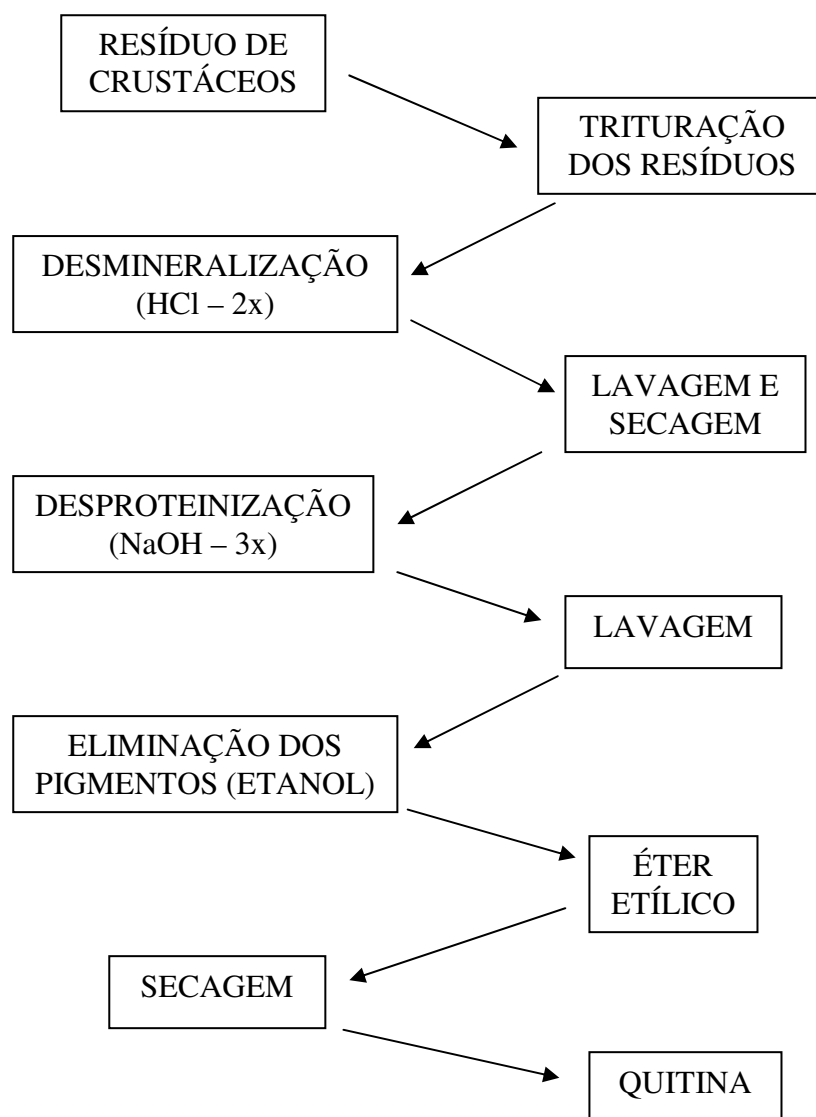 RESÍDUO DE
CRUSTÁCEOS
TRITURAÇÃO
DOS RESÍDUOS
DESMINERALIZAÇÃO
(HCl – 2x)
LAVAGEM E
SECAGEM
DESPROTEINIZAÇÃO
(NaOH – 3x)
LAVAGEM
ELIMINAÇÃO DOS
PIGMENTOS (ETANOL)
ÉTER
ETÍLICO
SECAGEM
QUITINA